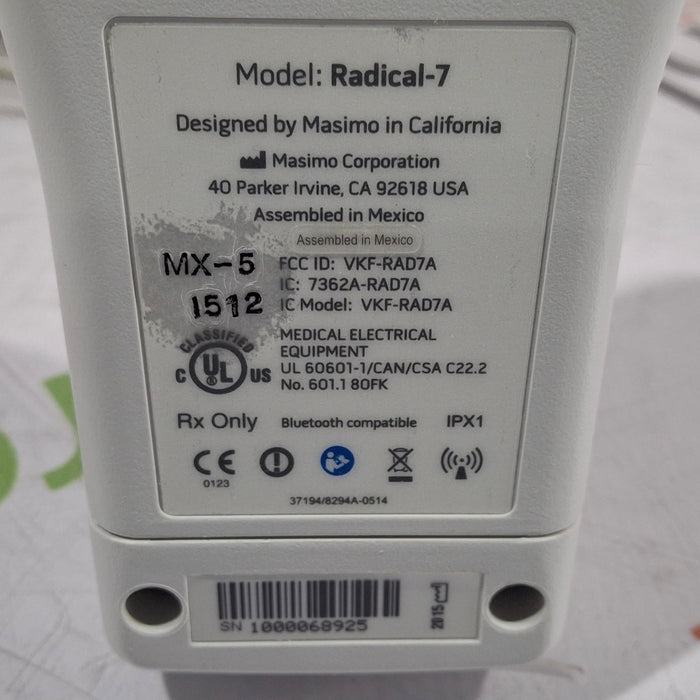 Model: Radical-7
Designed by Masimo in California
Masimo Corporation
40 Parker Irvine, CA 92618 USA
Assembled in Mexico
Assembled in Mexico
MX-5
1512
FCC ID: VKF-RAD7A
IC: 7362A-RAD7A
IC Model: VKF-RAD7A
CLASSIFIED
C UL US
®
MEDICAL ELECTRICAL
EQUIPMENT
UL 60601-1/CAN/CSA C22.2
No. 601.1 80FK
Rx Only Bluetooth compatible IPX1
CE
0123
37194/8294A-0514
SN 1000068925
2015